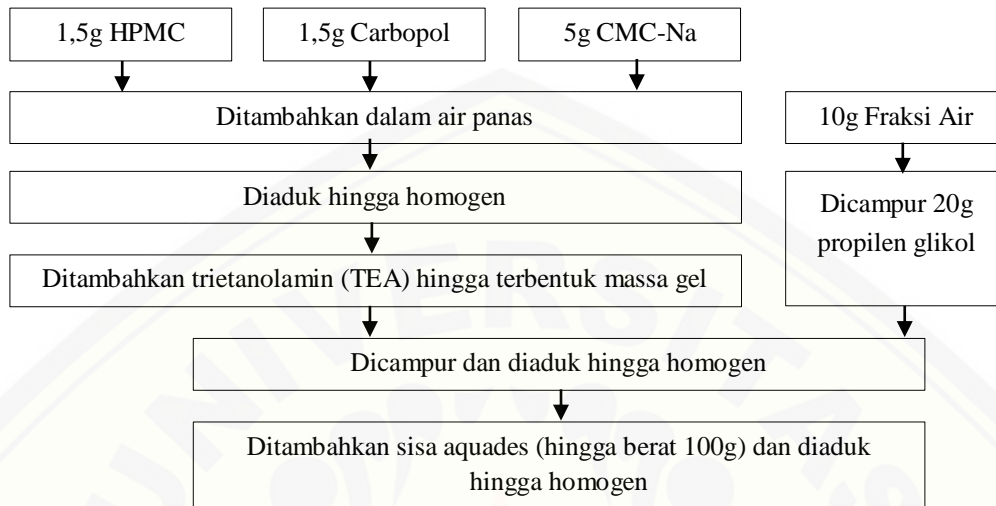 1,5g HPMC
1,5g Carbopol
5g CMC-Na
Ditambahkan dalam air panas
10g Fraksi Air
Diaduk hingga homogen
Dicampur 20g
propilen glikol
Ditambahkan trietanolamin (TEA) hingga terbentuk massa gel
Dicampur dan diaduk hingga homogen
Ditambahkan sisa aquades (hingga berat 100g) dan diaduk
hingga homogen
UNIVERSITAS